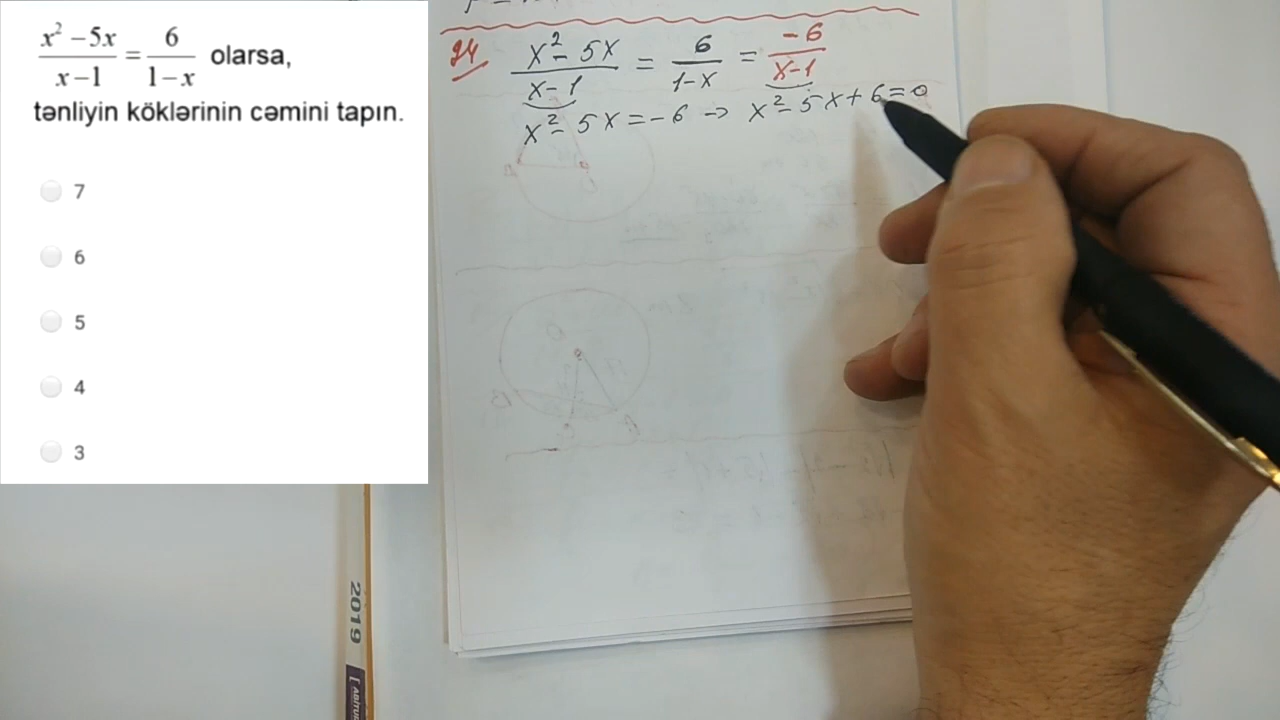 x² - 5x / x - 1 = 6 / 1 - x olarsa,
tənliyin köklərinin cəmini tapın.
7
6
5
4
3
24 x² - 5x / x - 1 = 6 / 1 - x = -6 / x - 1
x² - 5x = -6 → x² - 5x + 6 = 0
2019